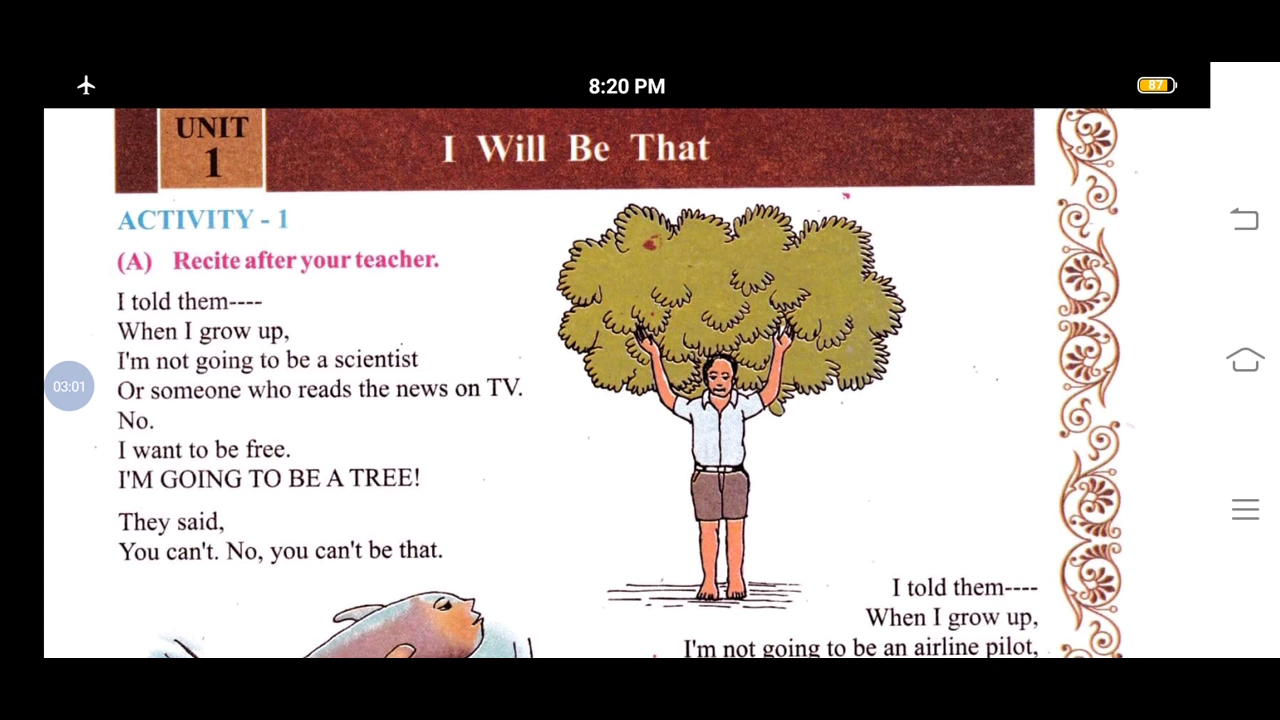 8:20 PM
87
UNIT
1
I Will Be That
ACTIVITY - 1
(A) Recite after your teacher.
I told them----
When I grow up,
I'm not going to be a scientist
Or someone who reads the news on TV.
No.
I want to be free.
I'M GOING TO BE A TREE!
They said,
You can't. No, you can't be that.
03:01
I told them----
When I grow up,
I'm not going to be an airline pilot,